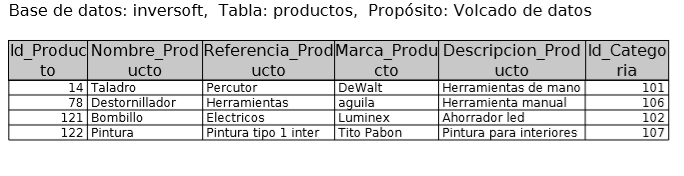 Base de datos: inversoft,  Tabla: productos,  Propósito: Volcado de datos
Id_Producto Nombre_Producto Referencia_Producto Marca_Producto Descripcion_Producto Id_Categoria
14 Taladro Percutor DeWalt Herramientas de mano 101
78 Destornillador Herramientas aguila Herramienta manual 106
121 Bombillo Electricos Luminex Ahorrador led 102
122 Pintura Pintura tipo 1 inter Tito Pabon Pintura para interiores 107